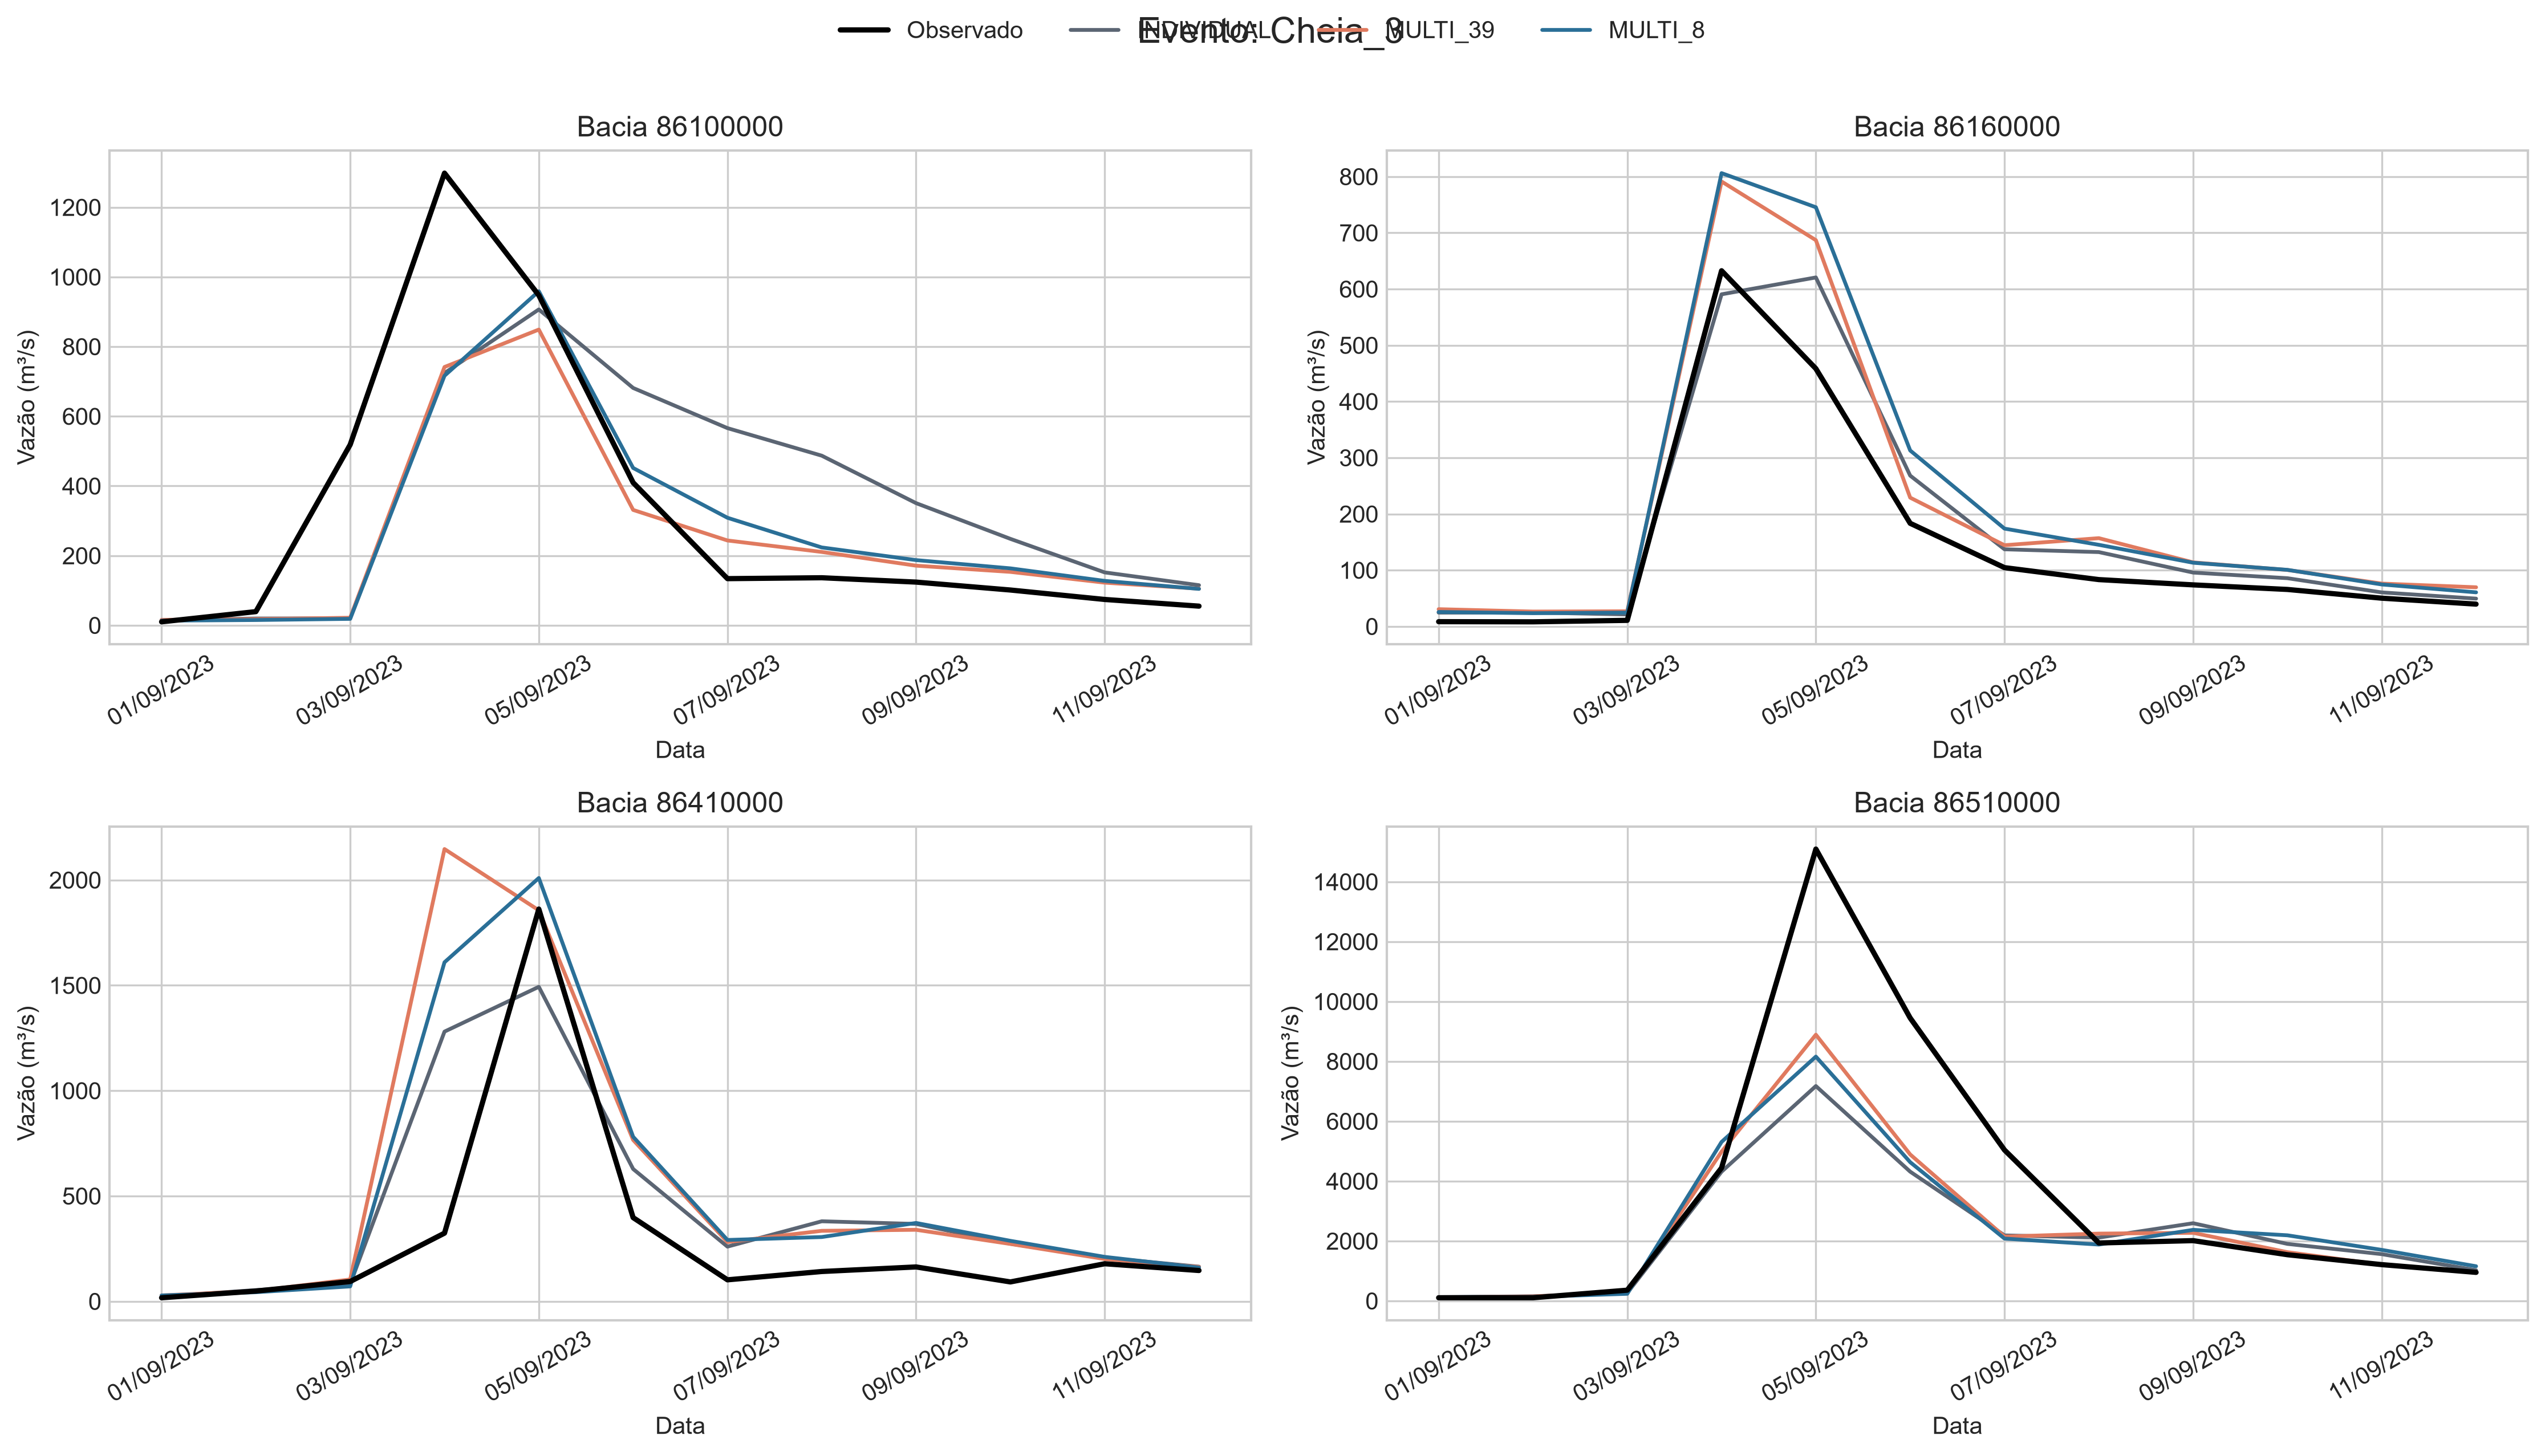 Evento: Cheia_3
Observado INDIVIDUAL MULTI_39 MULTI_8
Bacia 86100000
Vazão (m³/s)
1200
1000
800
600
400
200
0
01/09/2023 03/09/2023 05/09/2023 07/09/2023 09/09/2023 11/09/2023
Data
Bacia 86160000
Vazão (m³/s)
800
700
600
500
400
300
200
100
0
01/09/2023 03/09/2023 05/09/2023 07/09/2023 09/09/2023 11/09/2023
Data
Bacia 86410000
Vazão (m³/s)
2000
1500
1000
500
0
01/09/2023 03/09/2023 05/09/2023 07/09/2023 09/09/2023 11/09/2023
Data
Bacia 86510000
Vazão (m³/s)
14000
12000
10000
8000
6000
4000
2000
0
01/09/2023 03/09/2023 05/09/2023 07/09/2023 09/09/2023 11/09/2023
Data